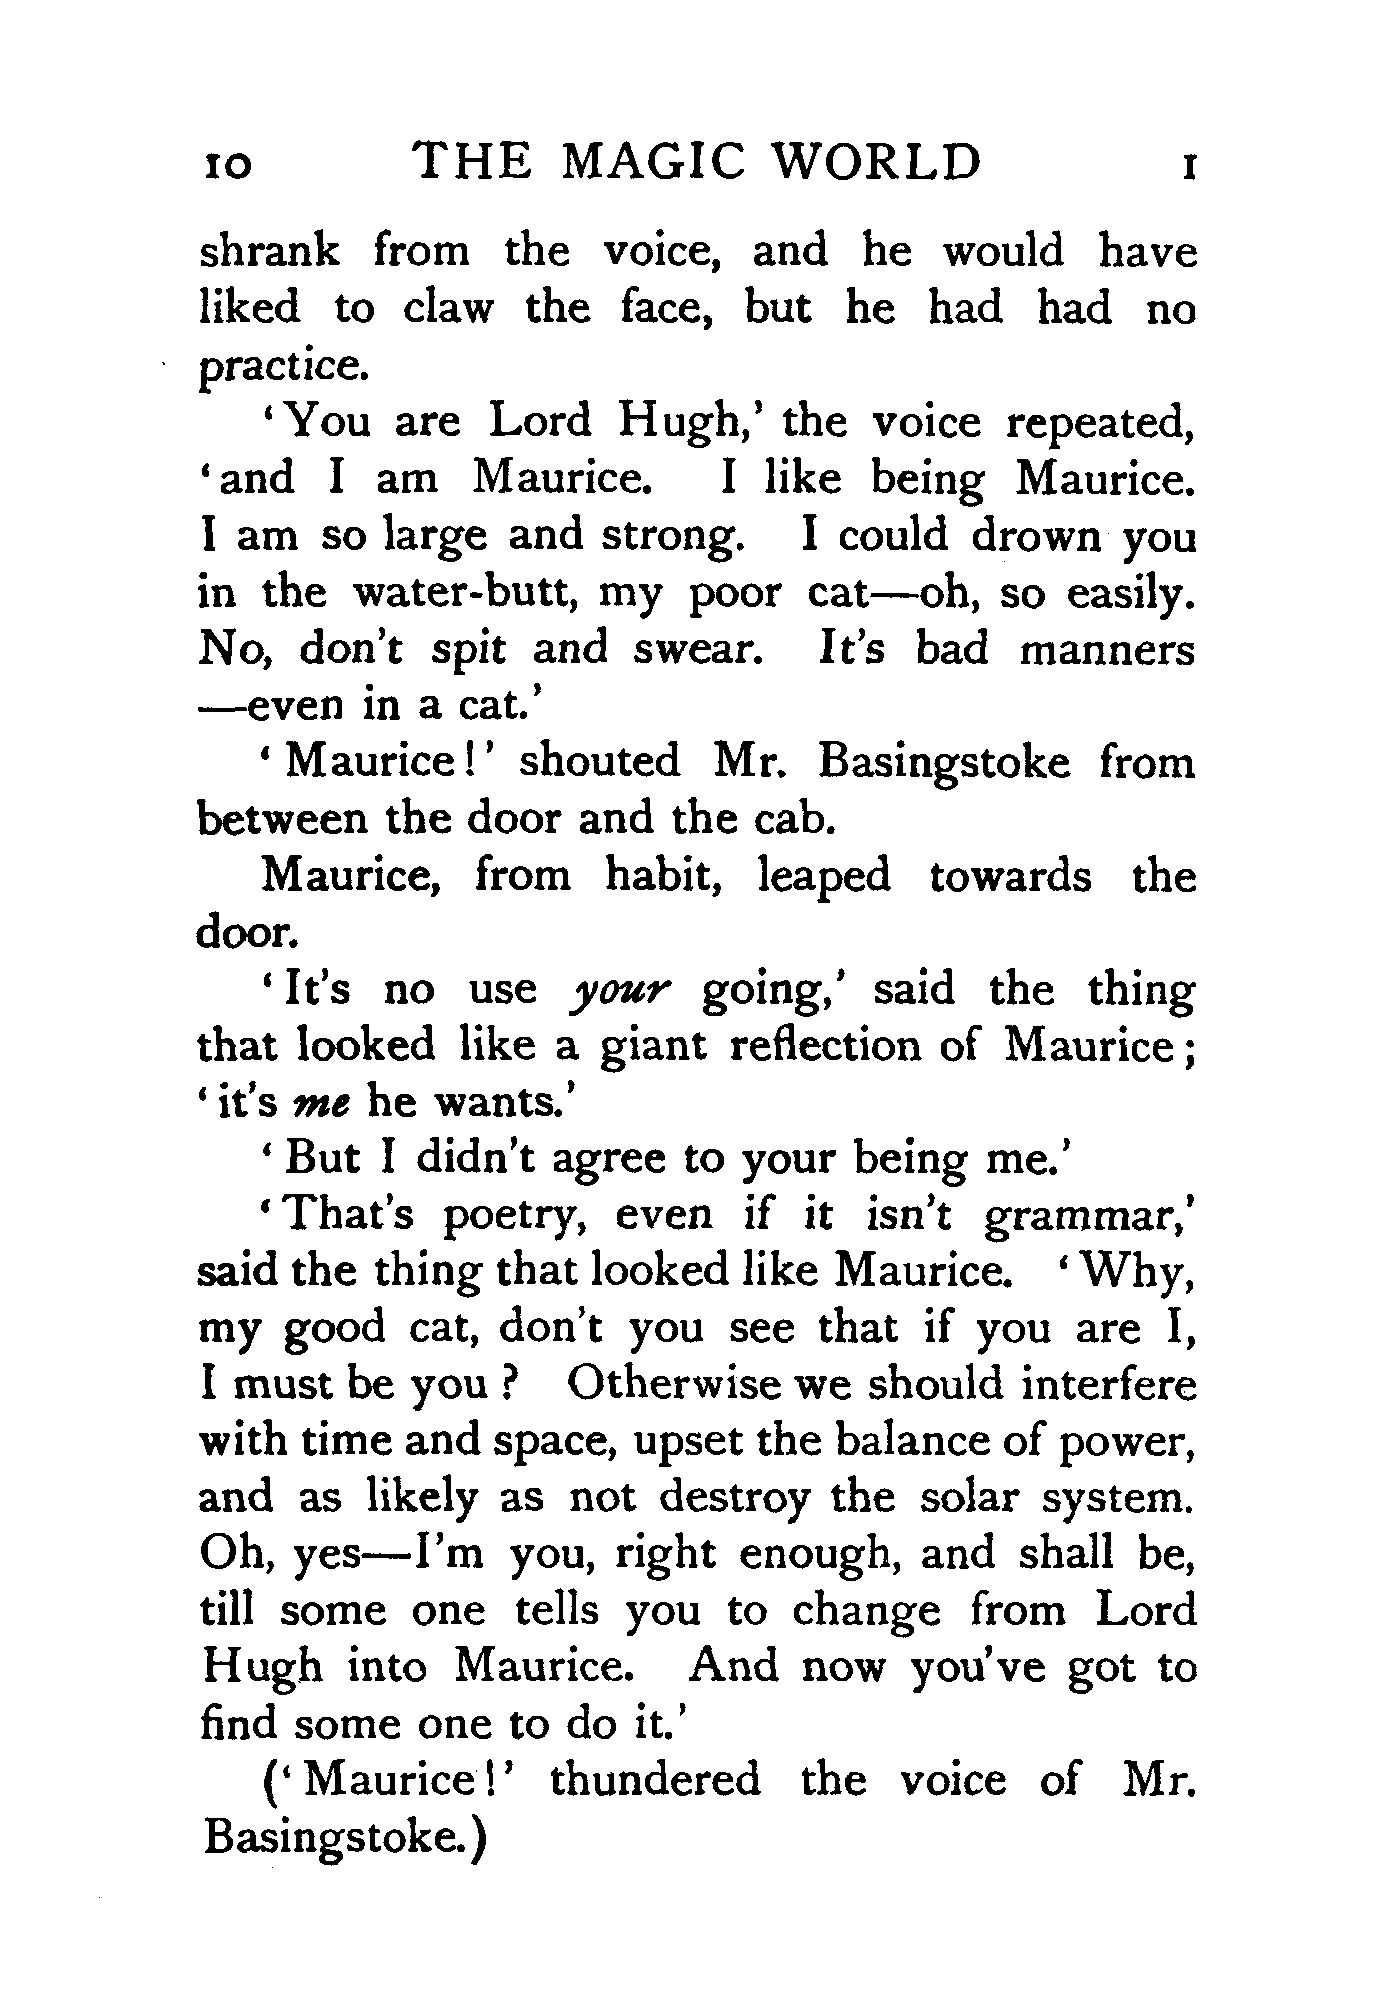 10 THE MAGIC WORLD I
shrank from the voice, and he would have
liked to claw the face, but he had had no
practice.
‘You are Lord Hugh,’ the voice repeated,
‘and I am Maurice. I like being Maurice.
I am so large and strong. I could drown you
in the water-butt, my poor cat—oh, so easily.
No, don’t spit and swear. It’s bad manners
—even in a cat.’
‘Maurice!’ shouted Mr. Basingstoke from
between the door and the cab.
Maurice, from habit, leaped towards the
door.
‘It’s no use your going,’ said the thing
that looked like a giant reflection of Maurice;
‘it’s me he wants.’
‘But I didn’t agree to your being me.’
‘That’s poetry, even if it isn’t grammar,’
said the thing that looked like Maurice. ‘Why,
my good cat, don’t you see that if you are I,
I must be you? Otherwise we should interfere
with time and space, upset the balance of power,
and as likely as not destroy the solar system.
Oh, yes—I’m you, right enough, and shall be,
till some one tells you to change from Lord
Hugh into Maurice. And now you’ve got to
find some one to do it.’
(‘Maurice!’ thundered the voice of Mr.
Basingstoke.)